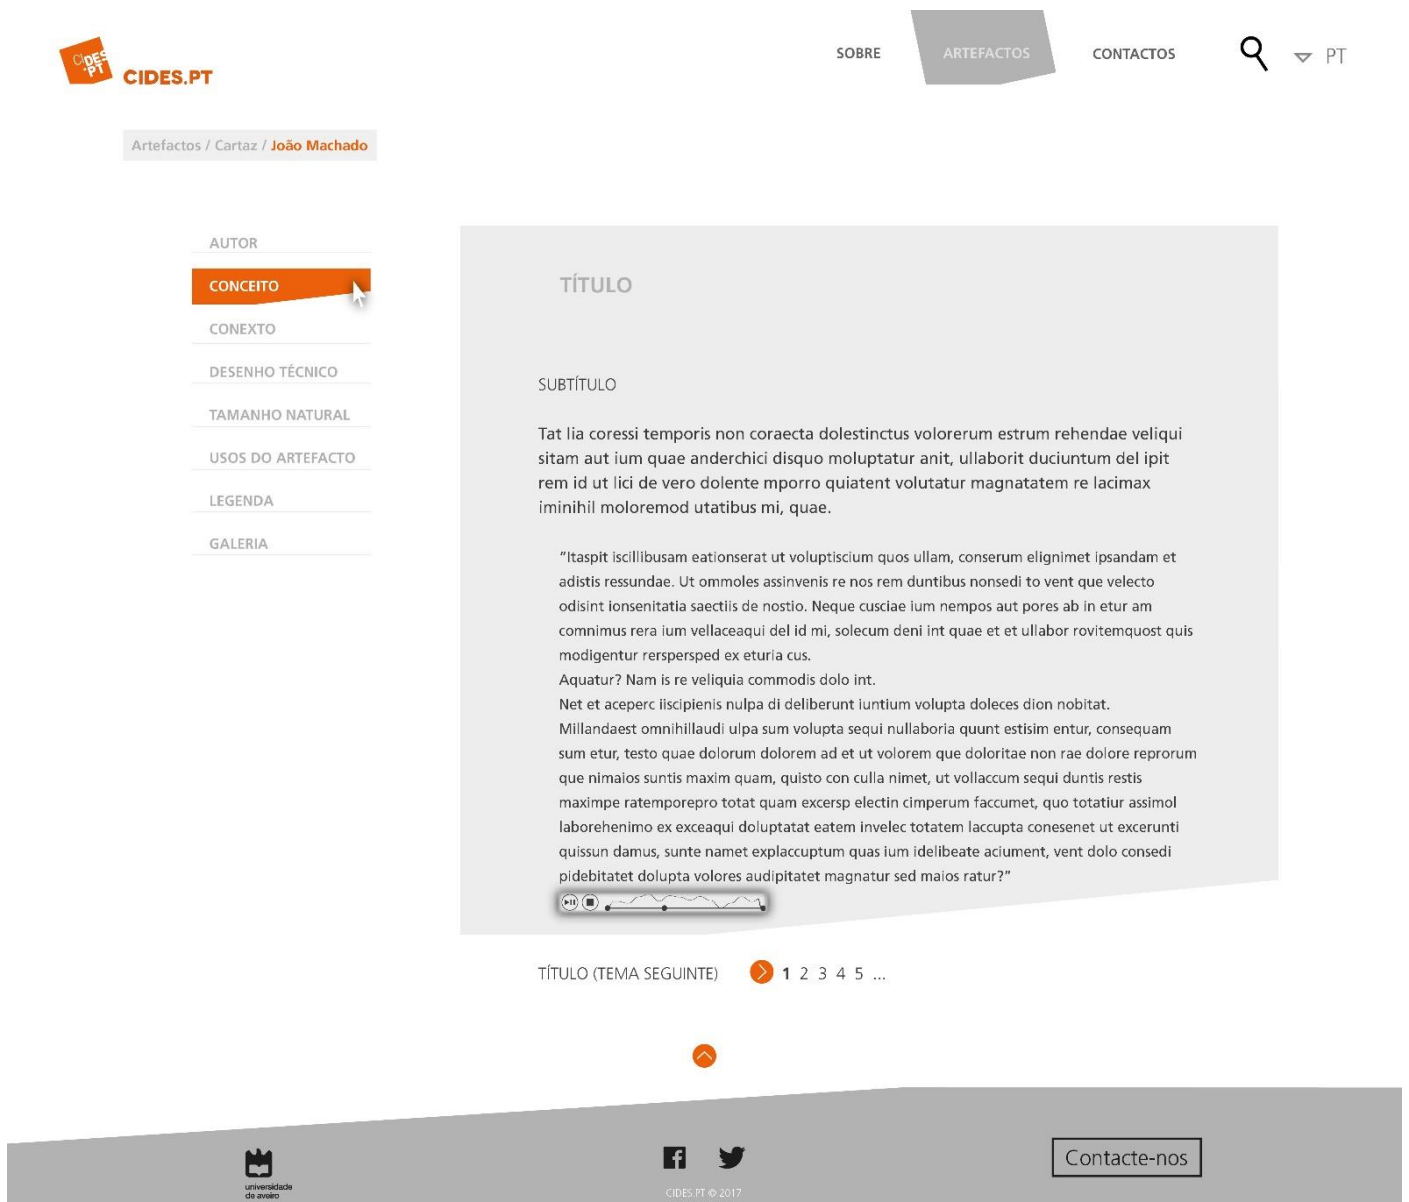 CIDES
.PT
CIDES.PT
SOBRE
ARTEFACTOS
CONTACTOS
PT
Artefactos / Cartaz / João Machado
AUTOR
CONCEITO
CONEXTO
DESENHO TÉCNICO
TAMANHO NATURAL
USOS DO ARTEFACTO
LEGENDA
GALERIA
TÍTULO
SUBTÍTULO
Tat lia coressi temporis non coraecta dolestinctus volorerum estrum rehendae veliqui
sitam aut ium quae anderchici disquo moluptatur anit, ullaborit duciuntum del ipit
rem id ut lici de vero dolente mporro quiatent volutatur magnatatem re lacimax
iminihil moloremod utatibus mi, quae.
“Itaspit iscillibusam eationserat ut voluptiscium quos ullam, conserum elignimet ipsandam et
adistis ressundae. Ut ommoles assinvenis re nos rem duntibus nonsedi to vent que velecto
odisint ionsenitatia saectiis de nostio. Neque cusciae ium nempos aut pores ab in etur am
comnimus rera ium vellaceaqui del id mi, solecum deni int quae et et ullabor rovitemquost quis
modigentur rerspersped ex eturia cus.
Aquatur? Nam is re veliquia commodis dolo int.
Net et aceperc iiscipienis nulpa di deliberunt iuntium volupta doleces dion nobitat.
Millandaest omnihillaudi ulpa sum volupta sequi nullaboria quunt estisim entur, consequam
sum etur, testo quae dolorum dolorem ad et ut volorem que doloritae non rae dolore reprorum
que nimaios suntis maxim quam, quisto con culla nimet, ut vollaccum sequi duntis restis
maximpe ratemporepro totat quam excersp electin cimperum faccumet, quo totatiur assimol
laborehenimo ex exceaqui doluptatat eatem invelec totatem laccupta conesenet ut excerunti
quissun damus, sunte namet explaccuptum quas ium idelibeate aciument, vent dolo consedi
pidebitatet dolupta volores audipitatet magnatur sed maios ratur?”
TÍTULO (TEMA SEGUINTE)
1 2 3 4 5 ...
universidade
de aveiro
CIDES.PT © 2017
Contacte-nos